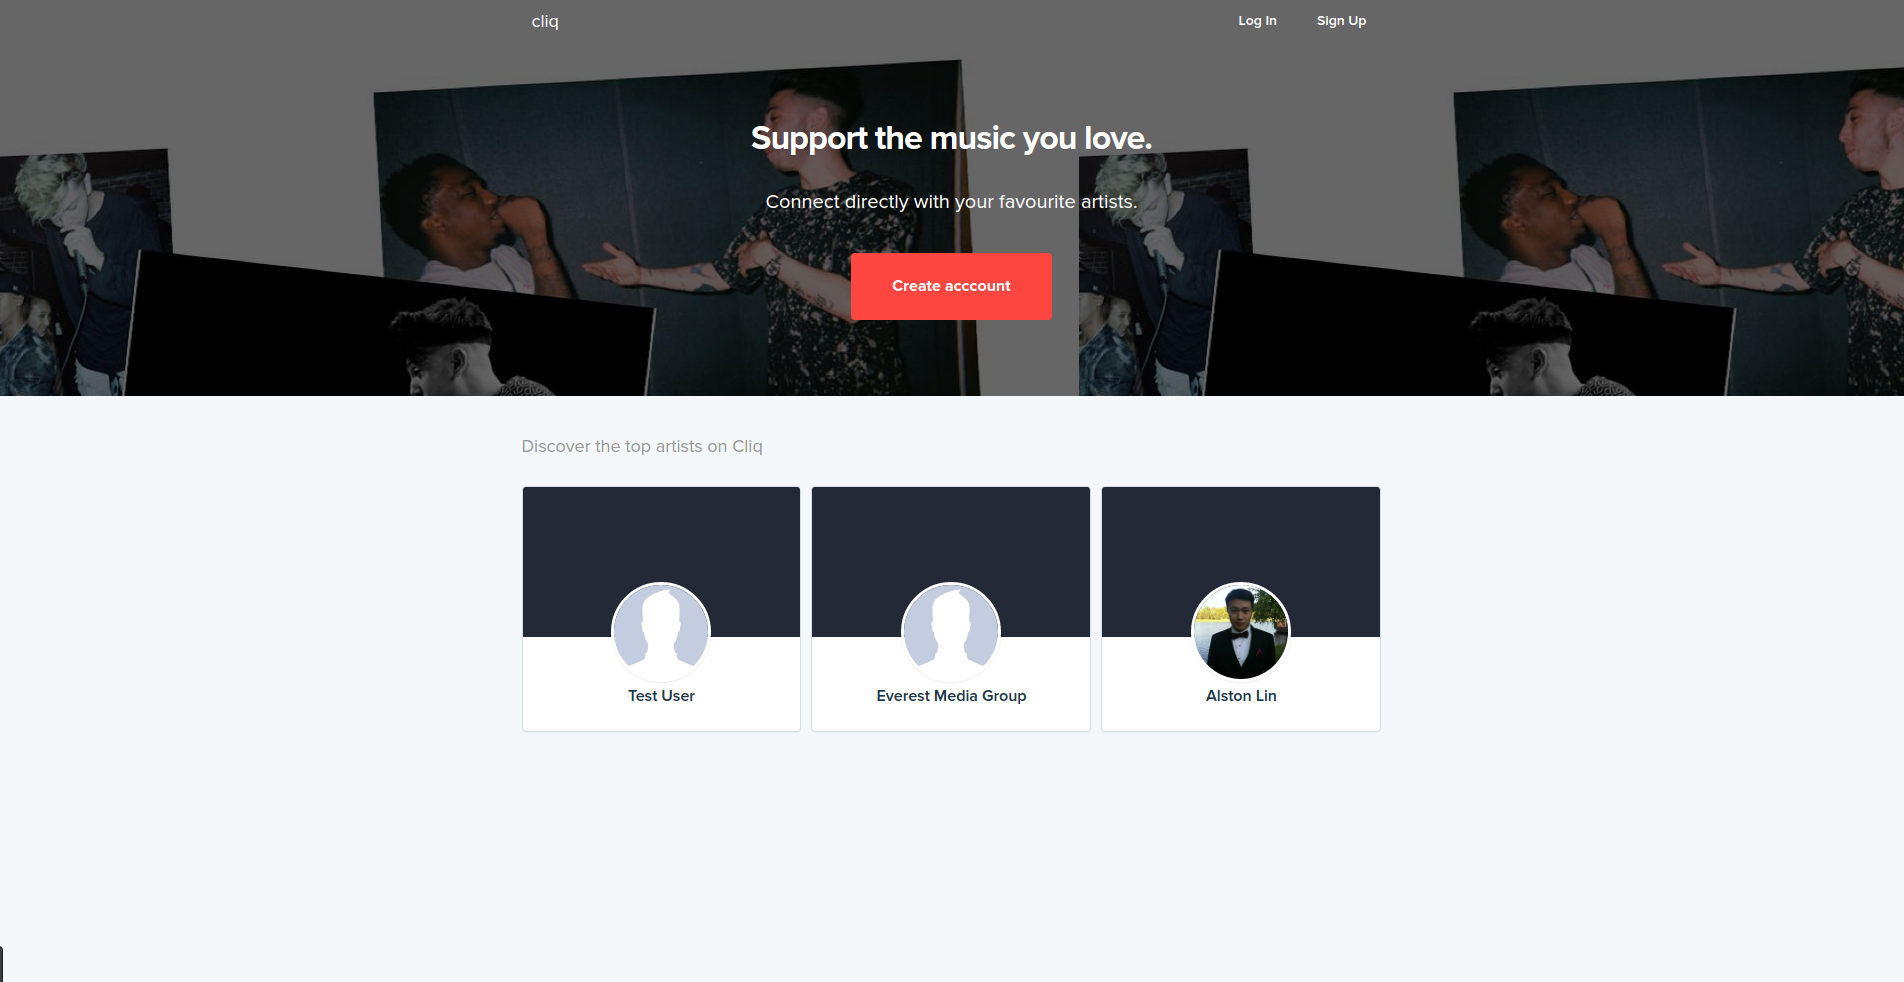 cliq
Log In
Sign Up
Support the music you love.
Connect directly with your favourite artists.
Create acccount
Discover the top artists on Cliq
Test User
Everest Media Group
Alston Lin